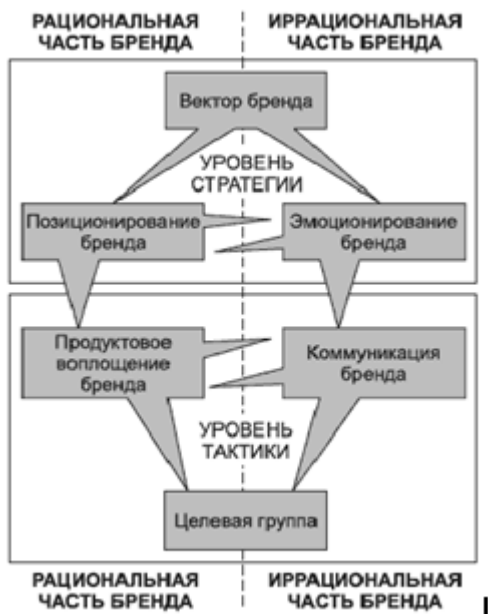 РАЦИОНАЛЬНАЯ
ЧАСТЬ БРЕНДА
ИРРАЦИОНАЛЬНАЯ
ЧАСТЬ БРЕНДА
Вектор бренда
УРОВЕНЬ
СТРАТЕГИИ
Позиционирование
бренда
Эмоционирование
бренда
Продуктовое
воплощение
бренда
Коммуникация
бренда
УРОВЕНЬ
ТАКТИКИ
Целевая группа
РАЦИОНАЛЬНАЯ
ЧАСТЬ БРЕНДА
ИРРАЦИОНАЛЬНАЯ
ЧАСТЬ БРЕНДА